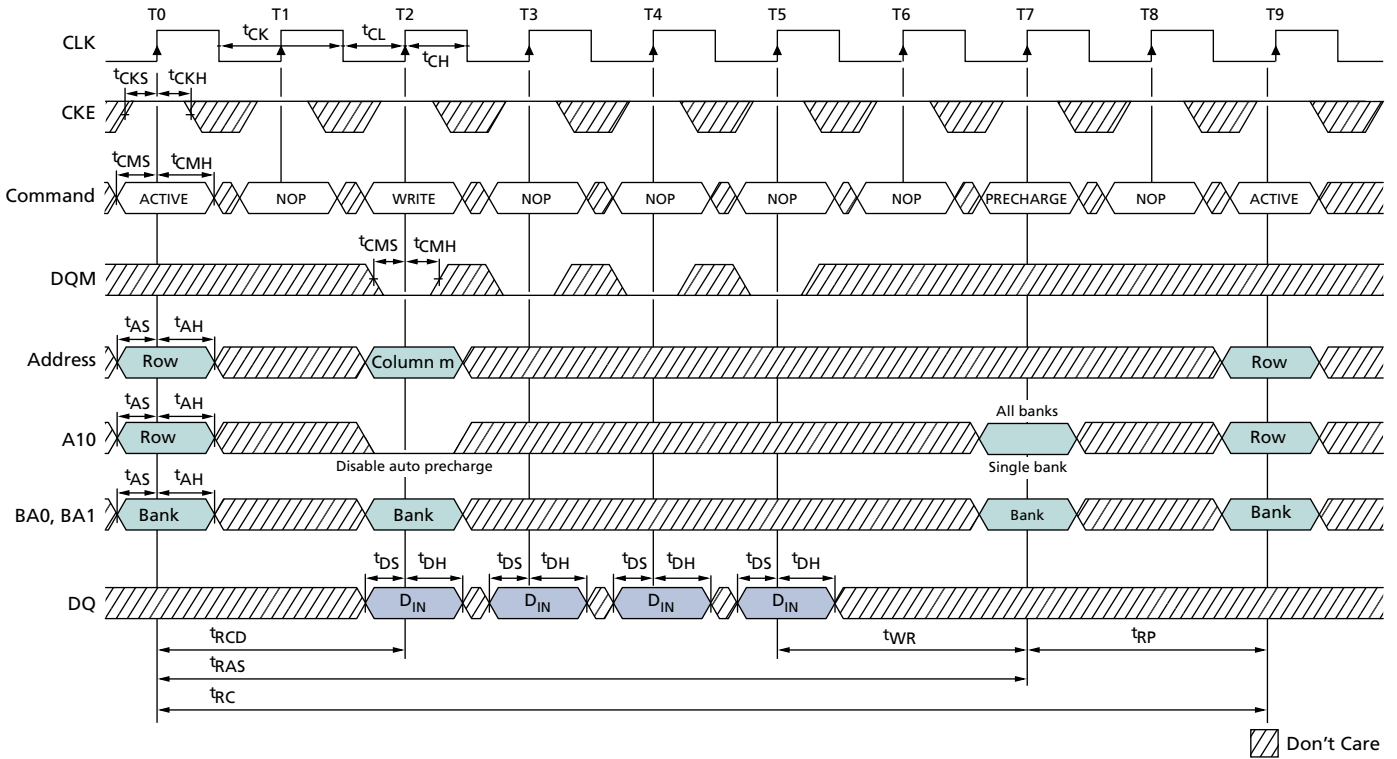 T0 T1 T2 T3 T4 T5 T6 T7 T8 T9
CLK
tCK tCL
tCH
tCKS tCKH
CKE
tCMS tCMH
Command ACTIVE NOP WRITE NOP NOP NOP NOP PRECHARGE NOP ACTIVE
tCMS tCMH
DQM
tAS tAH
Address Row Column m Row
tAS tAH
All banks
A10 Row Row
Disable auto precharge Single bank
tAS tAH
BA0, BA1 Bank Bank Bank Bank
tDS tDH tDS tDH tDS tDH tDS tDH
DQ DIN DIN DIN DIN
tRCD tWR tRP
tRAS
tRC
Don't Care